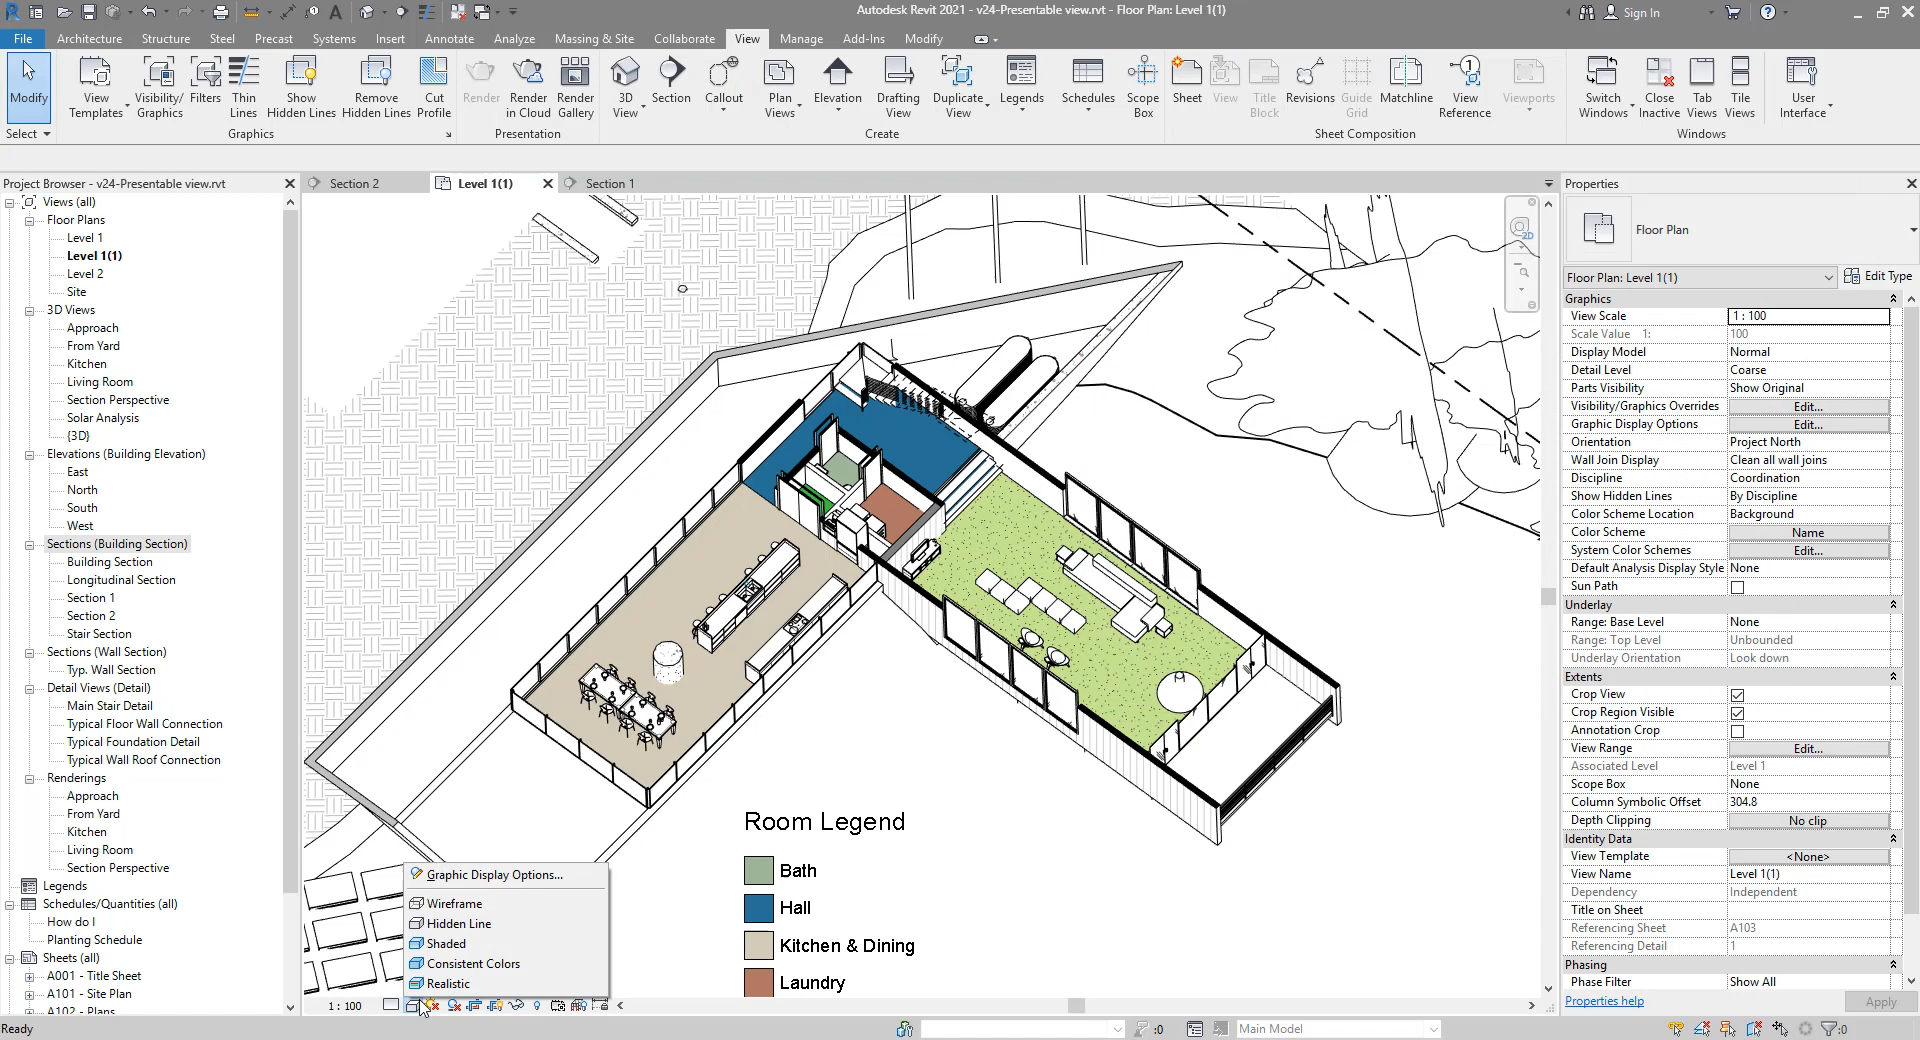 Autodesk Revit 2021 - v24-Presentable view.rvt - Floor Plan: Level 1(1)
Sign In
File Architecture Structure Steel Precast Systems Insert Annotate Analyze Massing & Site Collaborate View Manage Add-Ins Modify
Modify
View Templates
Visibility/ Graphics
Filters
Thin Lines
Show Hidden Lines
Remove Hidden Lines
Cut Profile
Render
Render in Cloud
Render Gallery
3D View
Section
Callout
Plan Views
Elevation
Drafting View
Duplicate View
Legends
Schedules
Scope Box
Sheet
View
Title Block
Revisions
Guide Grid
Matchline
View Reference
Viewports
Switch Windows
Close Inactive
Tab Views
Tile Views
User Interface
Select
Graphics
Presentation
Create
Sheet Composition
Windows
Project Browser - v24-Presentable view.rvt
Views (all)
Floor Plans
Level 1
Level 1(1)
Level 2
Site
3D Views
Approach
From Yard
Kitchen
Living Room
Section Perspective
Solar Analysis
{3D}
Elevations (Building Elevation)
East
North
South
West
Sections (Building Section)
Building Section
Longitudinal Section
Section 1
Section 2
Stair Section
Sections (Wall Section)
Typ. Wall Section
Detail Views (Detail)
Main Stair Detail
Typical Floor Wall Connection
Typical Foundation Detail
Typical Wall Roof Connection
Renderings
Approach
From Yard
Kitchen
Living Room
Section Perspective
Legends
Schedules/Quantities (all)
How do I
Planting Schedule
Sheets (all)
A001 - Title Sheet
A101 - Site Plan
A102 - Plans
Section 2
Level 1(1)
Section 1
2D
Room Legend
Bath
Hall
Kitchen & Dining
Laundry
Graphic Display Options...
Wireframe
Hidden Line
Shaded
Consistent Colors
Realistic
1 : 100
Properties
Floor Plan
Floor Plan: Level 1(1)
Edit Type
Graphics
View Scale 1 : 100
Scale Value 1: 100
Display Model Normal
Detail Level Coarse
Parts Visibility Show Original
Visibility/Graphics Overrides Edit...
Graphic Display Options Edit...
Orientation Project North
Wall Join Display Clean all wall joins
Discipline Coordination
Show Hidden Lines By Discipline
Color Scheme Location Background
Color Scheme Name
System Color Schemes Edit...
Default Analysis Display Style None
Sun Path
Underlay
Range: Base Level None
Range: Top Level Unbounded
Underlay Orientation Look down
Extents
Crop View
Crop Region Visible
Annotation Crop
View Range Edit...
Associated Level Level 1
Scope Box None
Column Symbolic Offset 304.8
Depth Clipping No clip
Identity Data
View Template <None>
View Name Level 1(1)
Dependency Independent
Title on Sheet
Referencing Sheet A103
Referencing Detail 1
Phasing
Phase Filter Show All
Properties help
Apply
Ready
:0
Main Model
:0